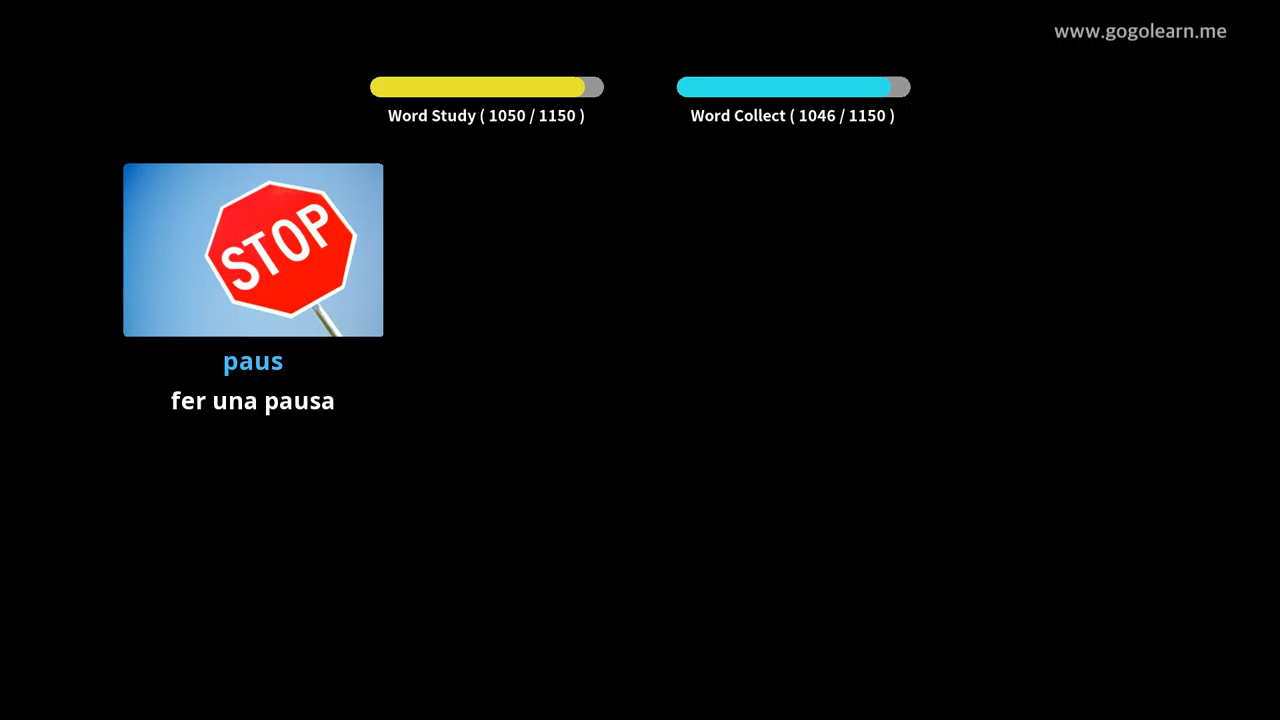 www.gogolearn.me
Word Study ( 1050 / 1150 )
Word Collect ( 1046 / 1150 )
STOP
paus
fer una pausa